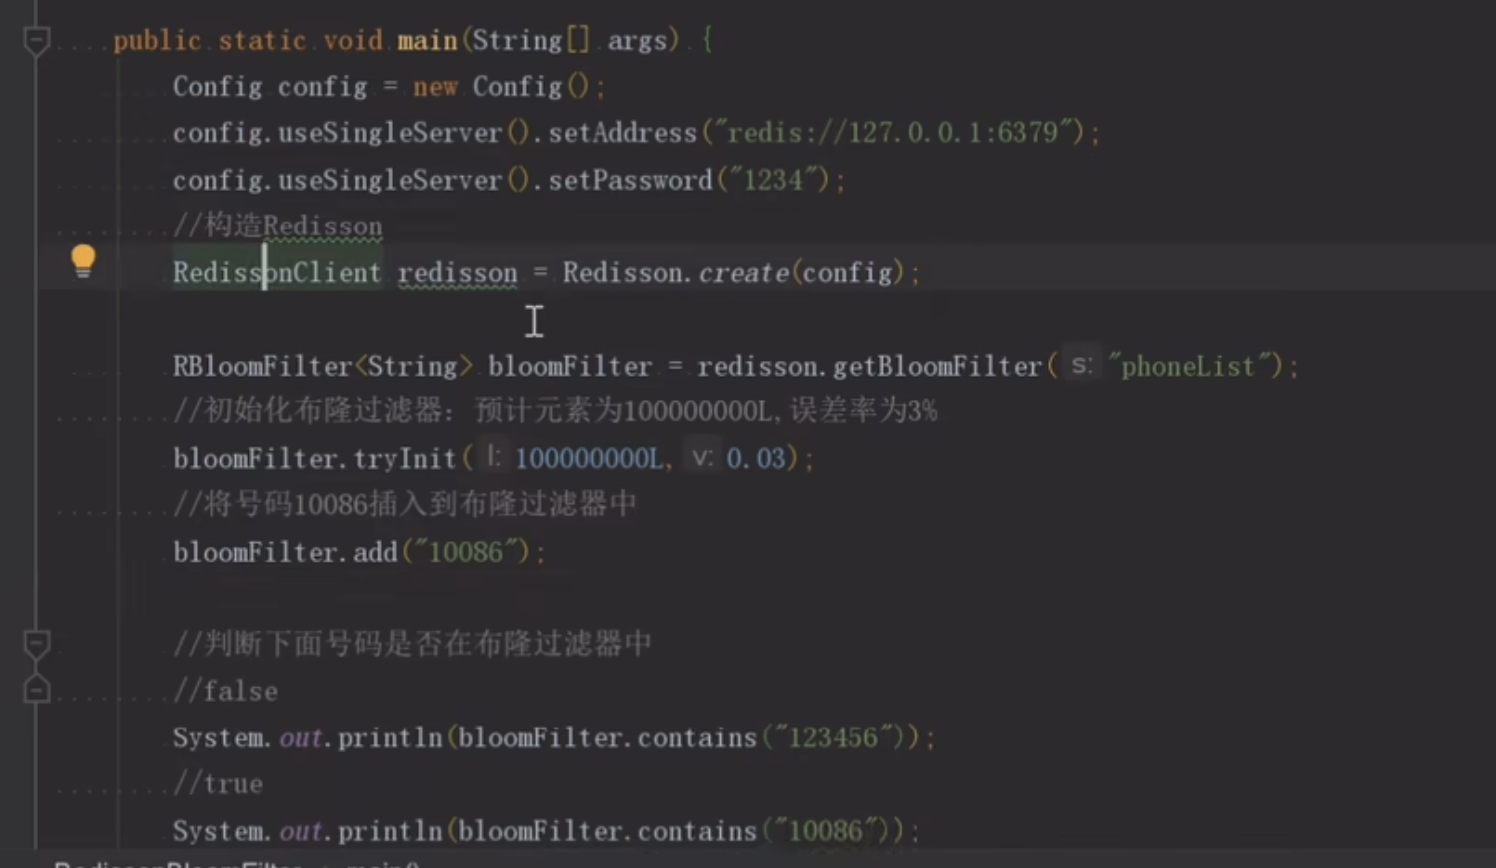 public static void main(String[] args) {
Config config = new Config();
config.useSingleServer().setAddress("redis://127.0.0.1:6379");
config.useSingleServer().setPassword("1234");
//构造Redisson
RedissonClient redisson = Redisson.create(config);
RBloomFilter<String> bloomFilter = redisson.getBloomFilter( s: "phoneList");
//初始化布隆过滤器：预计元素为100000000L,误差率为3%
bloomFilter.tryInit( l: 100000000L, v: 0.03);
//将号码10086插入到布隆过滤器中
bloomFilter.add("10086");
//判断下面号码是否在布隆过滤器中
//false
System.out.println(bloomFilter.contains("123456"));
//true
System.out.println(bloomFilter.contains("10086"));
RedissonBloomFilter main()